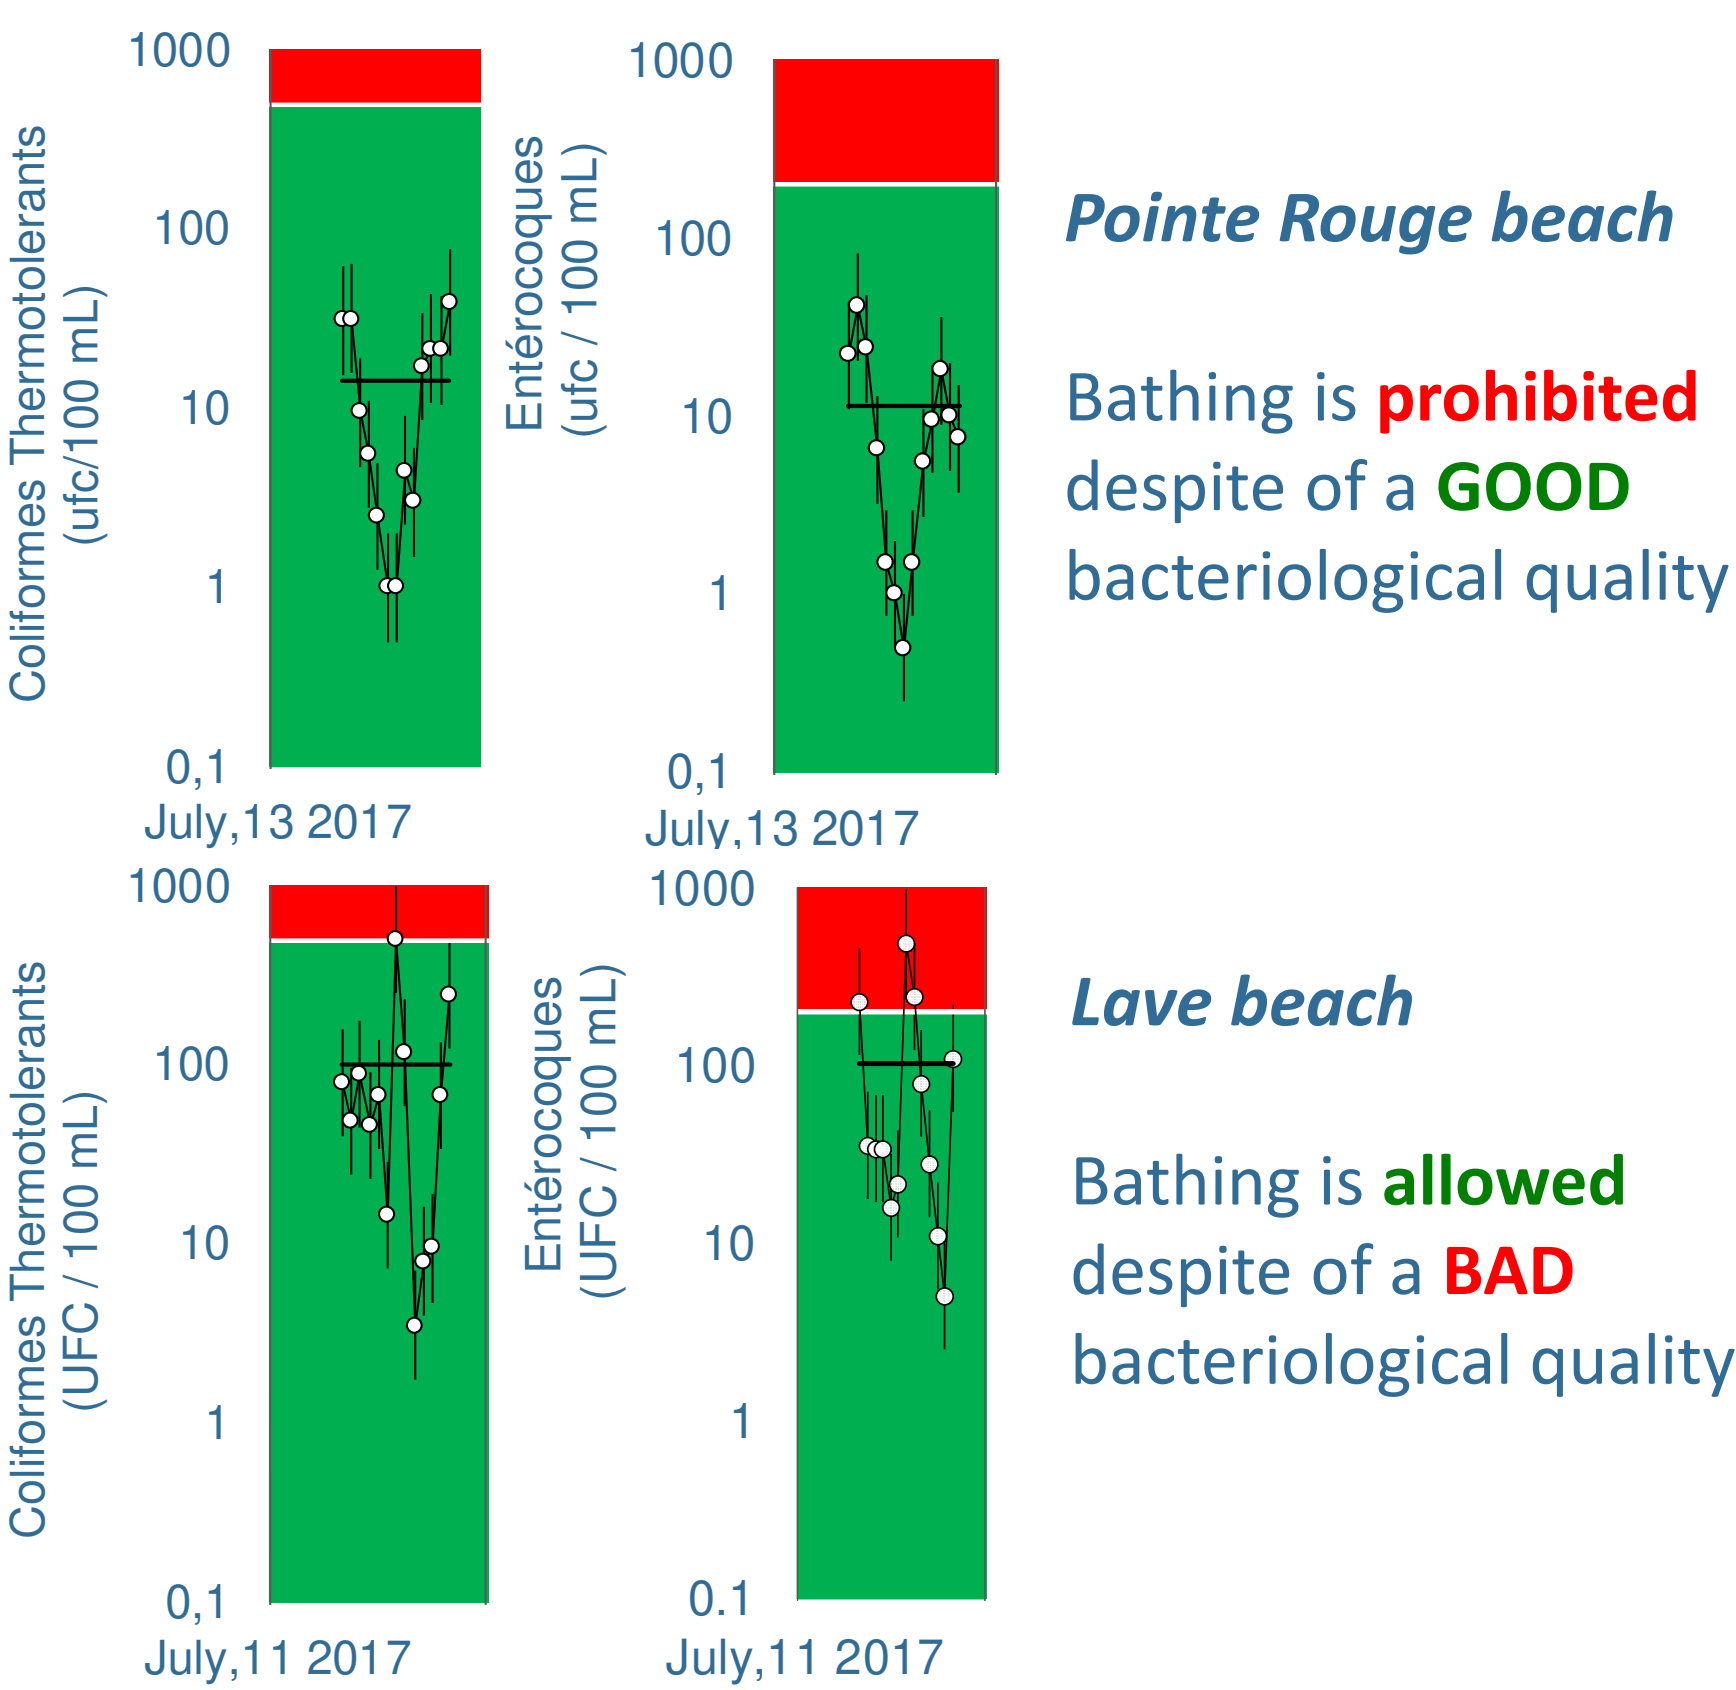 Coliformes Thermotolerants
(ufc/100 mL)
1000
100
10
1
0,1
July,13 2017
Entérocoques
(ufc / 100 mL)
1000
100
10
1
0,1
July,13 2017
Pointe Rouge beach
Bathing is prohibited
despite of a GOOD
bacteriological quality
Coliformes Thermotolerants
(UFC / 100 mL)
1000
100
10
1
0,1
July,11 2017
Entérocoques
(UFC / 100 mL)
1000
100
10
1
0.1
July,11 2017
Lave beach
Bathing is allowed
despite of a BAD
bacteriological quality